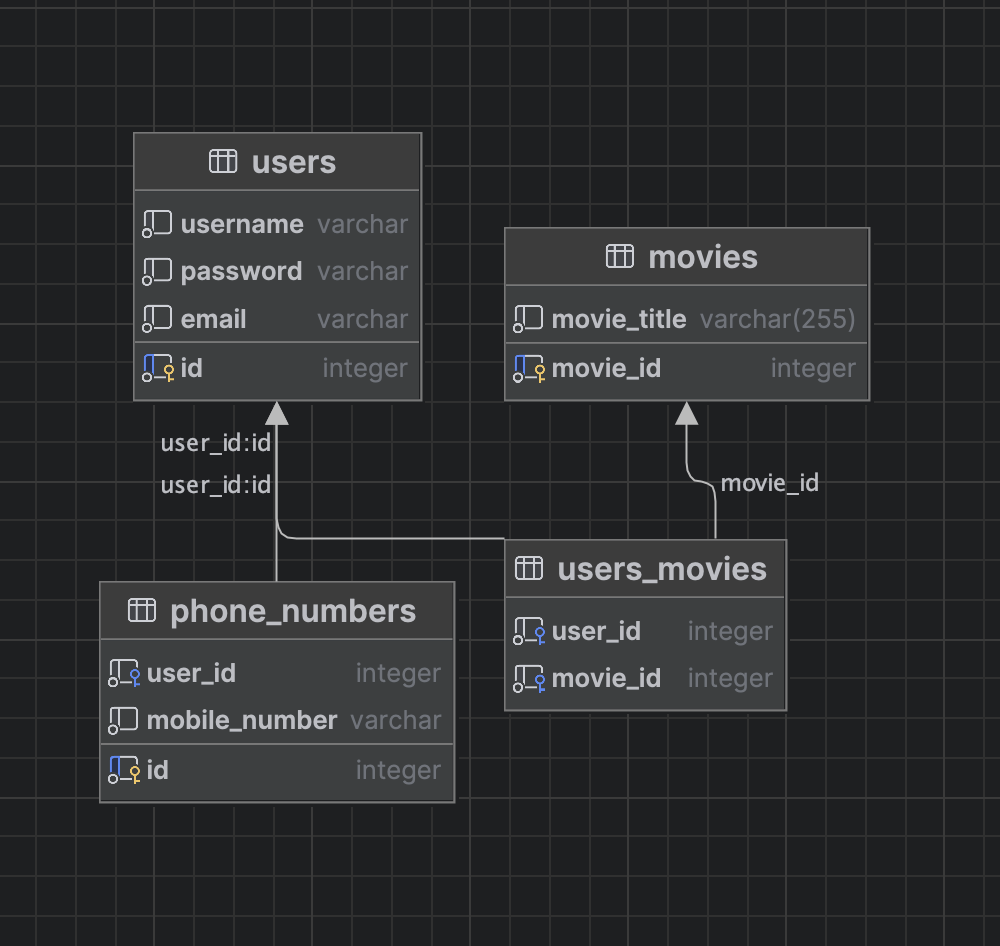 users
username varchar
password varchar
email varchar
id integer
movies
movie_title varchar(255)
movie_id integer
user_id:id
user_id:id
movie_id
phone_numbers
user_id integer
mobile_number varchar
id integer
users_movies
user_id integer
movie_id integer